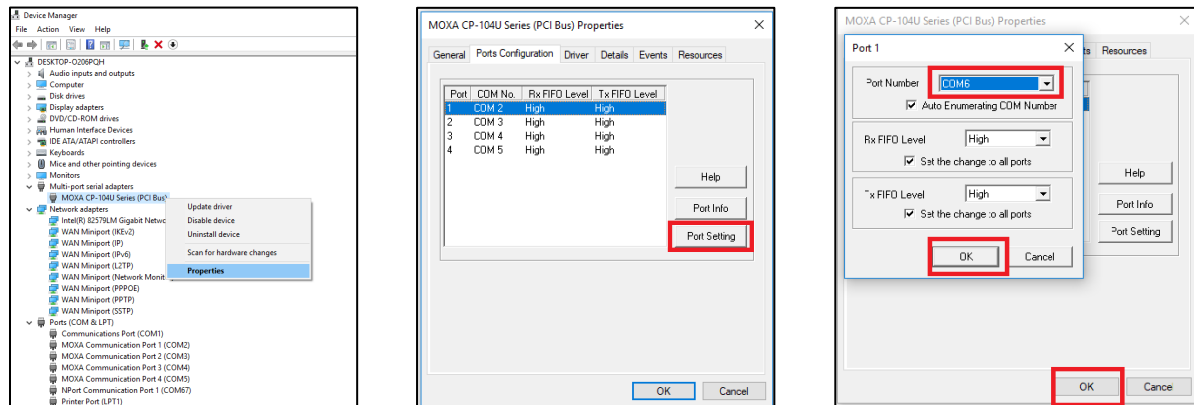 Device Manager
File Action View Help
DESKTOP-O206PQH
Audio inputs and outputs
Computer
Disk drives
Display adapters
DVD/CD-ROM drives
Human Interface Devices
IDE ATA/ATAPI controllers
Keyboards
Mice and other pointing devices
Monitors
Multi-port serial adapters
MOXA CP-104U Series (PCI Bus)
Network adapters
Intel(R) 82579LM Gigabit Netwo
WAN Miniport (IKEv2)
WAN Miniport (IP)
WAN Miniport (IPv6)
WAN Miniport (L2TP)
WAN Miniport (Network Monit
WAN Miniport (PPPOE)
WAN Miniport (PPTP)
WAN Miniport (SSTP)
Ports (COM & LPT)
Communications Port (COM1)
MOXA Communication Port 1 (COM2)
MOXA Communication Port 2 (COM3)
MOXA Communication Port 3 (COM4)
MOXA Communication Port 4 (COM5)
NPort Communication Port 1 (COM67)
Printer Port (LPT1)
Update driver
Disable device
Uninstall device
Scan for hardware changes
Properties
MOXA CP-104U Series (PCI Bus) Properties
General Ports Configuration Driver Details Events Resources
Port COM No. Rx FIFO Level Tx FIFO Level
1 COM 2 High High
2 COM 3 High High
3 COM 4 High High
4 COM 5 High High
Help
Port Info
Port Setting
OK Cancel
MOXA CP-104U Series (PCI Bus) Properties
Port 1
ts Resources
Port Number COM6
Auto Enumerating COM Number
Rx FIFO Level High
Set the change to all ports
Tx FIFO Level High
Set the change to all ports
OK Cancel
Help
Port Info
Port Setting
OK Cancel